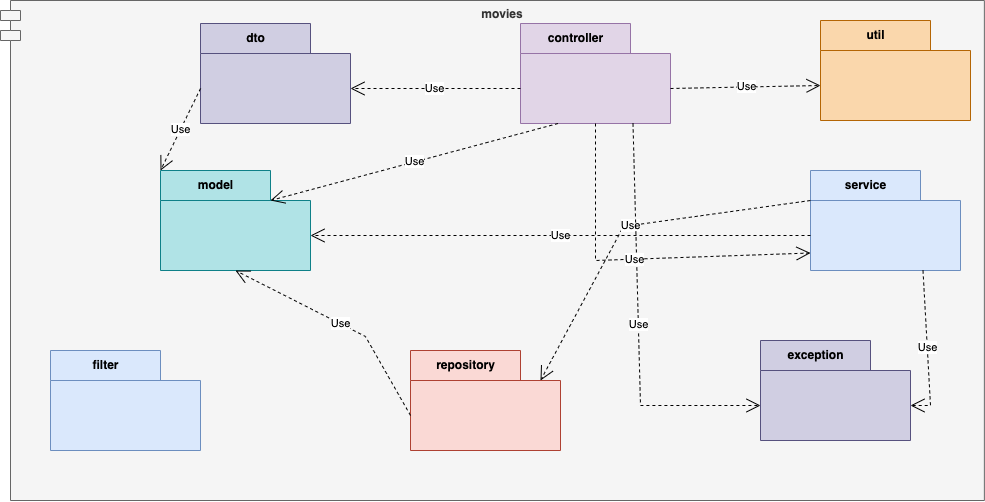 movies
dto
controller
util
Use
Use
Use
Use
model
service
Use
Use
Use
Use
Use
Use
filter
repository
exception